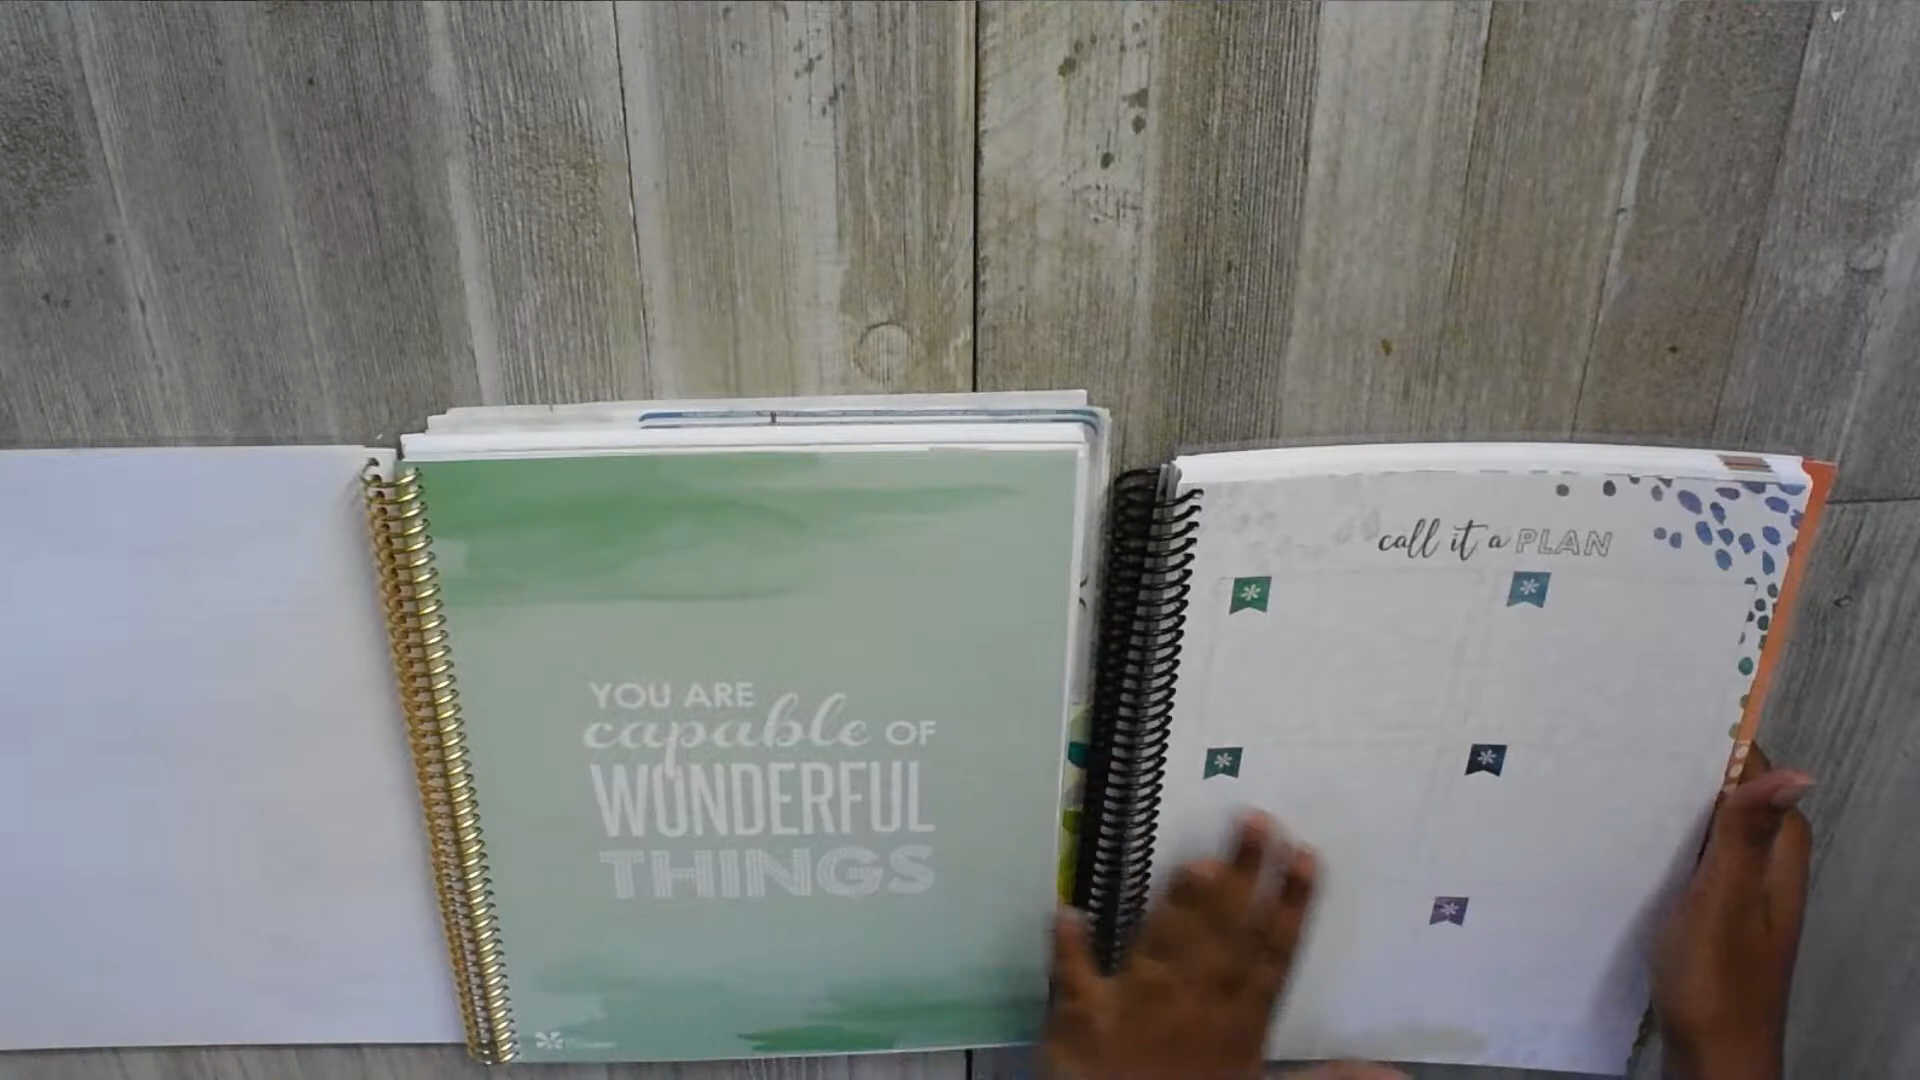 YOU ARE
capable OF
WONDERFUL
THINGS
call it a PLAN